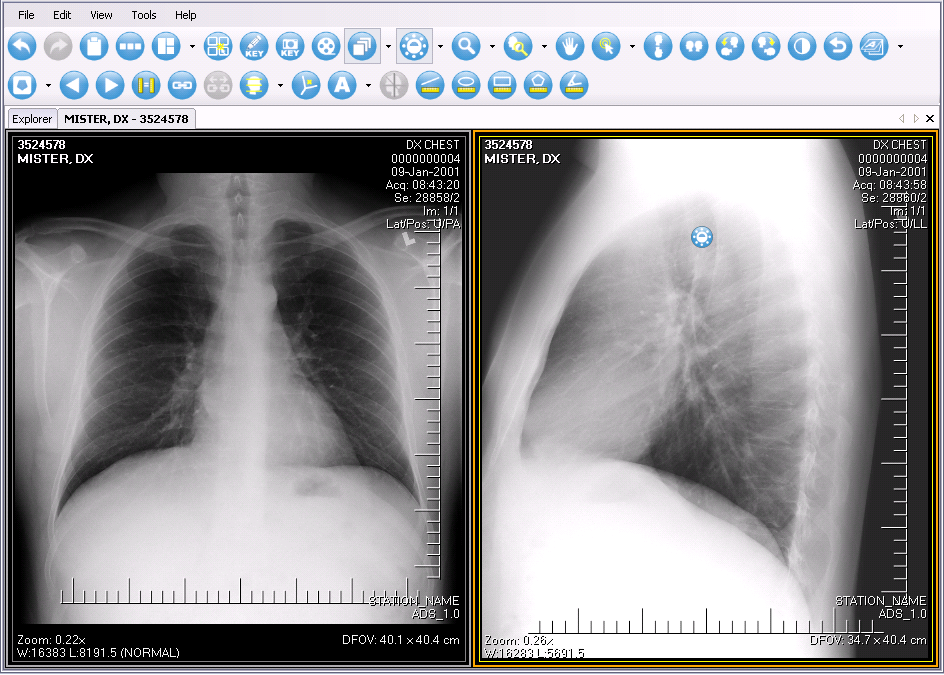 File Edit View Tools Help
KEY KEY
A
Explorer MISTER, DX - 3524578
3524578
MISTER, DX
DX CHEST
0000000004
09-Jan-2001
Acq: 08:43:20
Se: 28858/2
Im: 1/1
Lat/Pos: U/PA
L
STATION_NAME
ADS_1.0
Zoom: 0.22x
DFOV: 40.1 x 40.4 cm
W:16383 L:8191.5 (NORMAL)
3524578
MISTER, DX
DX CHEST
0000000004
09-Jan-2001
Acq: 08:43:58
Se: 28860/2
Im: 1/1
Lat/Pos: U/LL
STATION_NAME
ADS_1.0
Zoom: 0.26x
DFOV: 34.7 x 40.4 cm
W:16283 L:5691.5